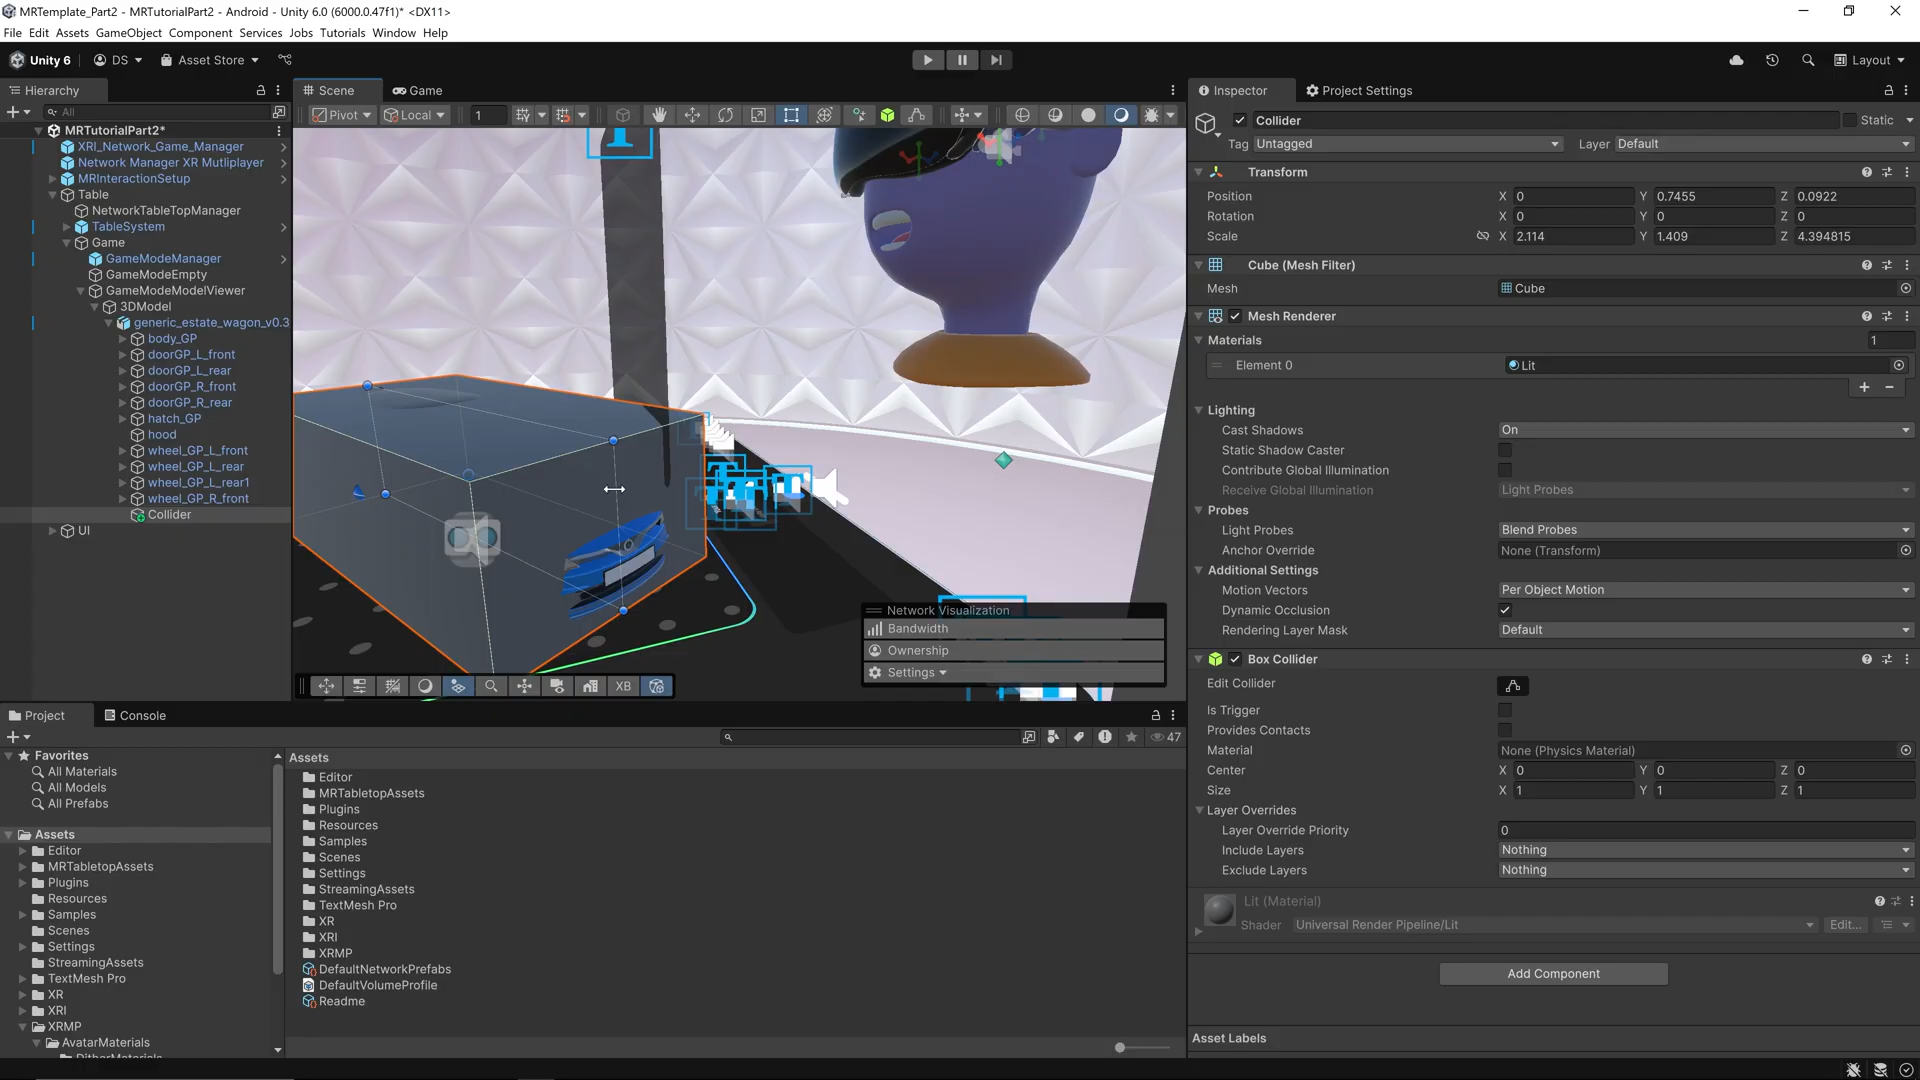 MRTemplate_Part2 - MRTutorialPart2 - Android - Unity 6.0 (6000.0.47f1)* <DX11>
File Edit Assets GameObject Component Services Jobs Tutorials Window Help
Unity 6 DS Asset Store Layout
Hierarchy
All
MRTutorialPart2*
XRI_Network_Game_Manager
Network Manager XR Mutliplayer
MRInteractionSetup
Table
NetworkTableTopManager
TableSystem
Game
GameModeManager
GameModeEmpty
GameModeModelViewer
3DModel
generic_estate_wagon_v0.3
body_GP
doorGP_L_front
doorGP_L_rear
doorGP_R_front
doorGP_R_rear
hatch_GP
hood
wheel_GP_L_front
wheel_GP_L_rear
wheel_GP_L_rear1
wheel_GP_R_front
Collider
UI
Scene Game
Pivot Local 1
Network Visualization
Bandwidth
Ownership
Settings
XB
Inspector Project Settings
Collider Static
Tag Untagged Layer Default
Transform
Position X 0 Y 0.7455 Z 0.0922
Rotation X 0 Y 0 Z 0
Scale X 2.114 Y 1.409 Z 4.394815
Cube (Mesh Filter)
Mesh Cube
Mesh Renderer
Materials 1
Element 0 Lit
Lighting
Cast Shadows On
Static Shadow Caster
Contribute Global Illumination
Receive Global Illumination Light Probes
Probes
Light Probes Blend Probes
Anchor Override None (Transform)
Additional Settings
Motion Vectors Per Object Motion
Dynamic Occlusion
Rendering Layer Mask Default
Box Collider
Edit Collider
Is Trigger
Provides Contacts
Material None (Physics Material)
Center X 0 Y 0 Z 0
Size X 1 Y 1 Z 1
Layer Overrides
Layer Override Priority 0
Include Layers Nothing
Exclude Layers Nothing
Lit (Material)
Shader Universal Render Pipeline/Lit Edit...
Add Component
Asset Labels
Project Console
47
Favorites
All Materials
All Models
All Prefabs
Assets
Editor
MRTabletopAssets
Plugins
Resources
Samples
Scenes
Settings
StreamingAssets
TextMesh Pro
XR
XRI
XRMP
AvatarMaterials
DitherMaterials
Assets
Editor
MRTabletopAssets
Plugins
Resources
Samples
Scenes
Settings
StreamingAssets
TextMesh Pro
XR
XRI
XRMP
DefaultNetworkPrefabs
DefaultVolumeProfile
Readme